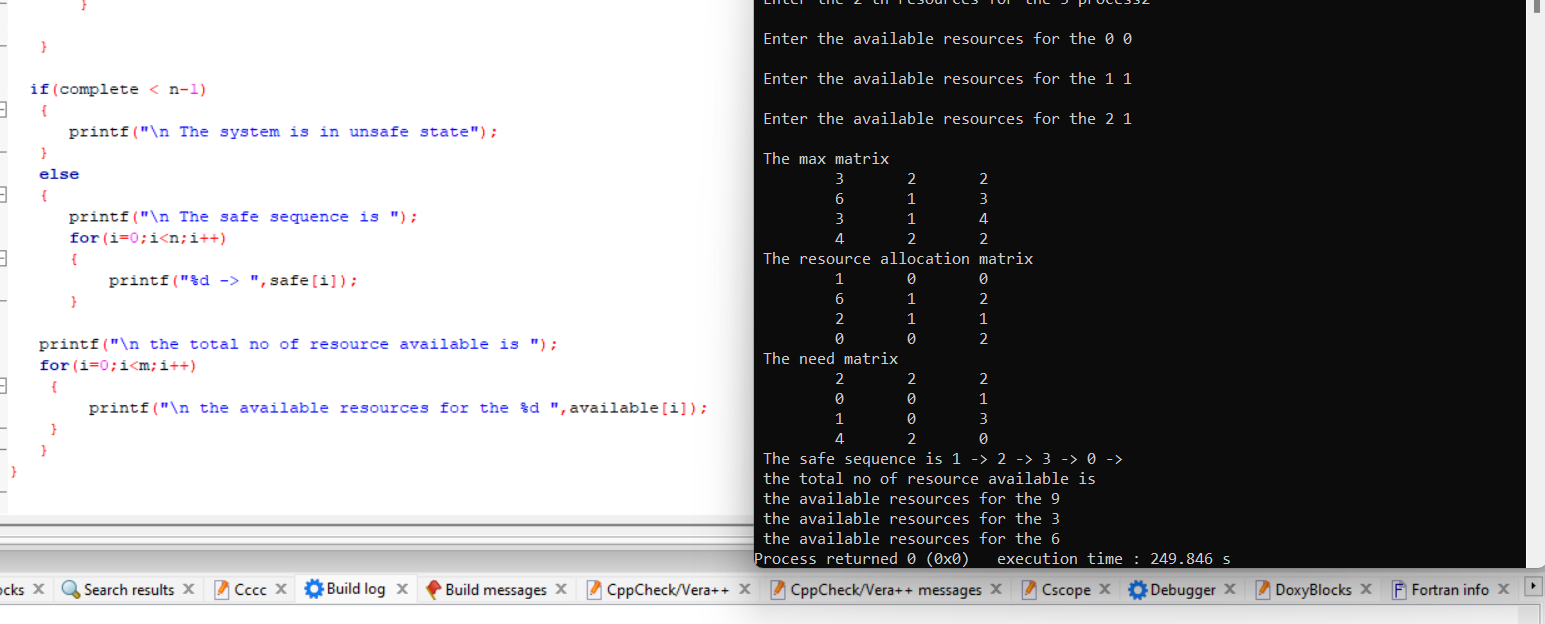 }
}
if(complete < n-1)
{
printf("\n The system is in unsafe state");
}
else
{
printf("\n The safe sequence is ");
for(i=0;i<n;i++)
{
printf("%d -> ",safe[i]);
}
printf("\n the total no of resource available is ");
for(i=0;i<m;i++)
{
printf("\n the available resources for the %d ",available[i]);
}
}
}
Enter the 2 th resources for the 3 process2
Enter the available resources for the 0 0
Enter the available resources for the 1 1
Enter the available resources for the 2 1
The max matrix
3 2 2
6 1 3
3 1 4
4 2 2
The resource allocation matrix
1 0 0
6 1 2
2 1 1
0 0 2
The need matrix
2 2 2
0 0 1
1 0 3
4 2 0
The safe sequence is 1 -> 2 -> 3 -> 0 ->
the total no of resource available is
the available resources for the 9
the available resources for the 3
the available resources for the 6
Process returned 0 (0x0) execution time : 249.846 s
ocks X Search results X Cccc X Build log X Build messages X CppCheck/Vera++ X CppCheck/Vera++ messages X Cscope X Debugger X DoxyBlocks X Fortran info X